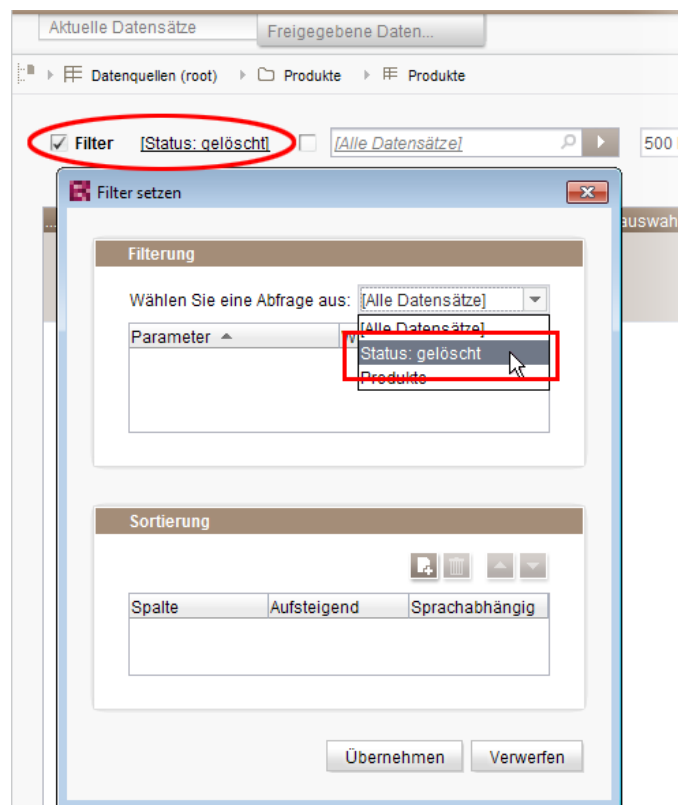 Aktuelle Datensätze
Freigegebene Daten...
Datenquellen (root) Produkte Produkte
Filter [Status: gelöscht] [Alle Datensätze] 500
Filter setzen
... auswah
Filterung
Wählen Sie eine Abfrage aus: [Alle Datensätze]
[Alle Datensätze]
Parameter W
Status: gelöscht
Produkte
Sortierung
Spalte Aufsteigend Sprachabhängig
Übernehmen Verwerfen